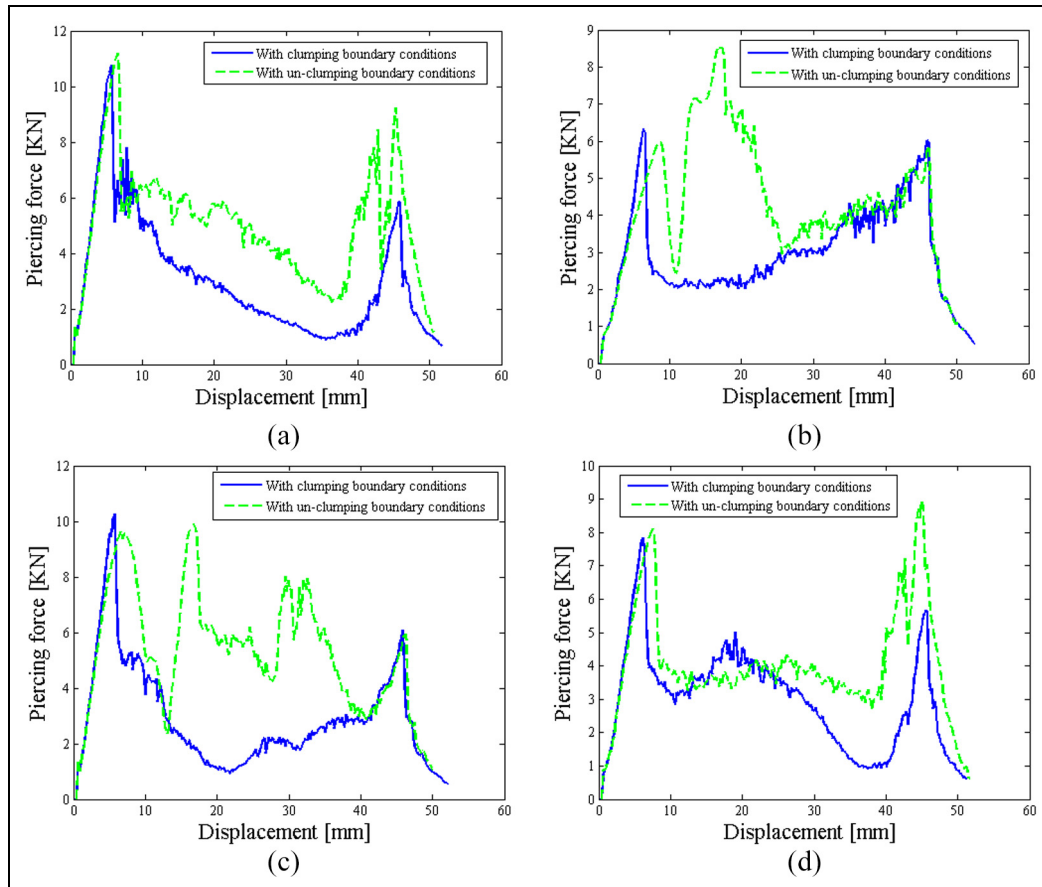 12
10
8
6
4
2
0
Piercing force [KN]
With clumping boundary conditions
With un-clumping boundary conditions
0 10 20 30 40 50 60
Displacement [mm]
(a)
9
8
7
6
5
4
3
2
1
0
Piercing force [KN]
With clumping boundary conditions
With un-clumping boundary conditions
0 10 20 30 40 50 60
Displacement [mm]
(b)
12
10
8
6
4
2
0
Piercing force [KN]
With clumping boundary conditions
With un-clumping boundary conditions
0 10 20 30 40 50 60
Displacement [mm]
(c)
10
9
8
7
6
5
4
3
2
1
0
Piercing force [KN]
With clumping boundary conditions
With un-clumping boundary conditions
0 10 20 30 40 50 60
Displacement [mm]
(d)